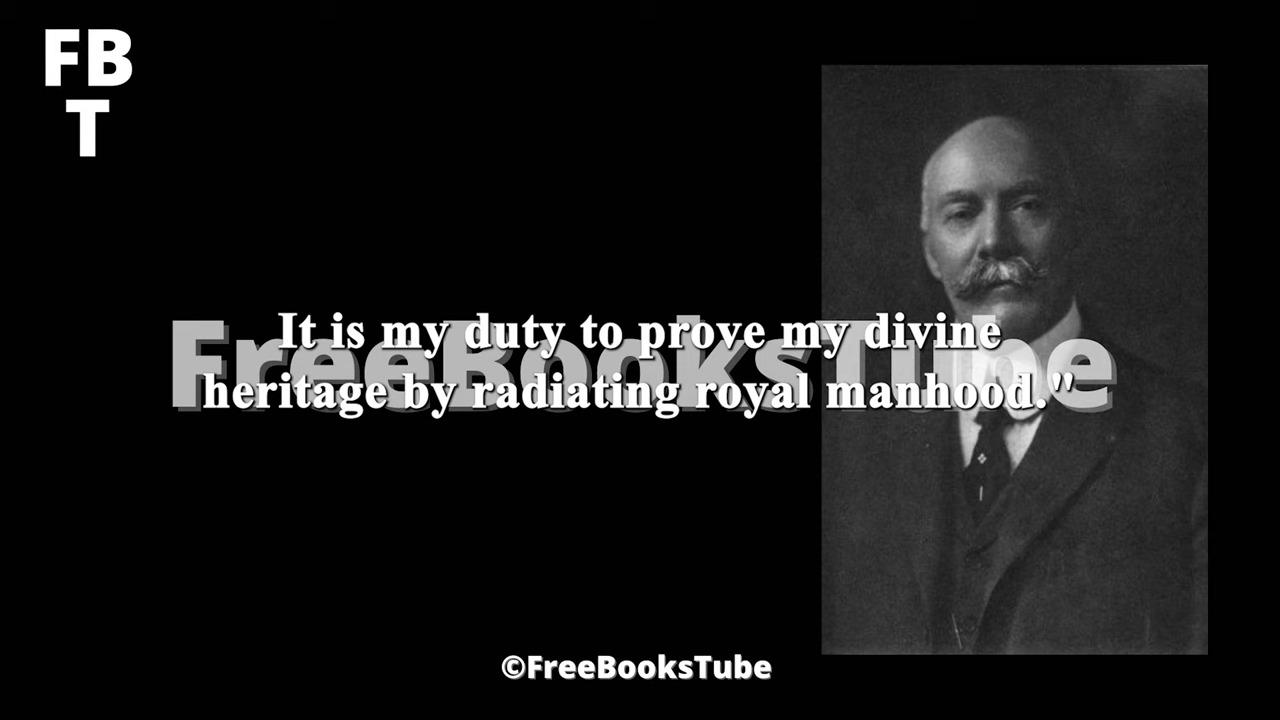 FB
T
FreeBooksTube
It is my duty to prove my divine
heritage by radiating royal manhood."
©FreeBooksTube